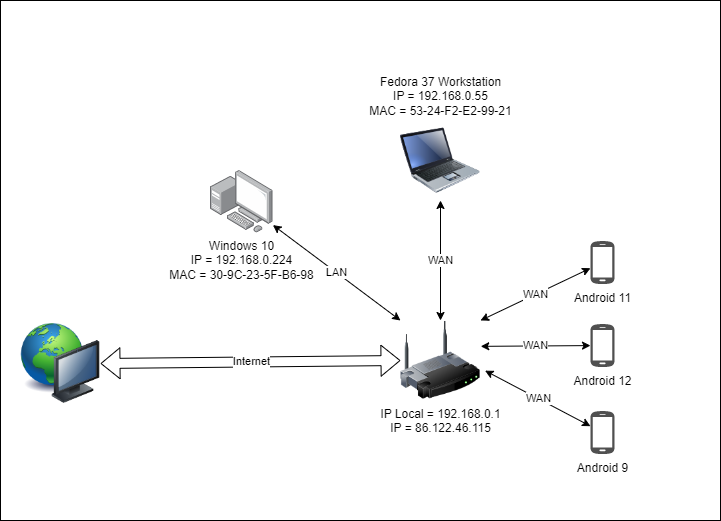 Fedora 37 Workstation
IP = 192.168.0.55
MAC = 53-24-F2-E2-99-21
Windows 10
IP = 192.168.0.224
MAC = 30-9C-23-5F-B6-98
LAN
WAN
WAN
Android 11
WAN
Android 12
Internet
WAN
IP Local = 192.168.0.1
IP = 86.122.46.115
Android 9